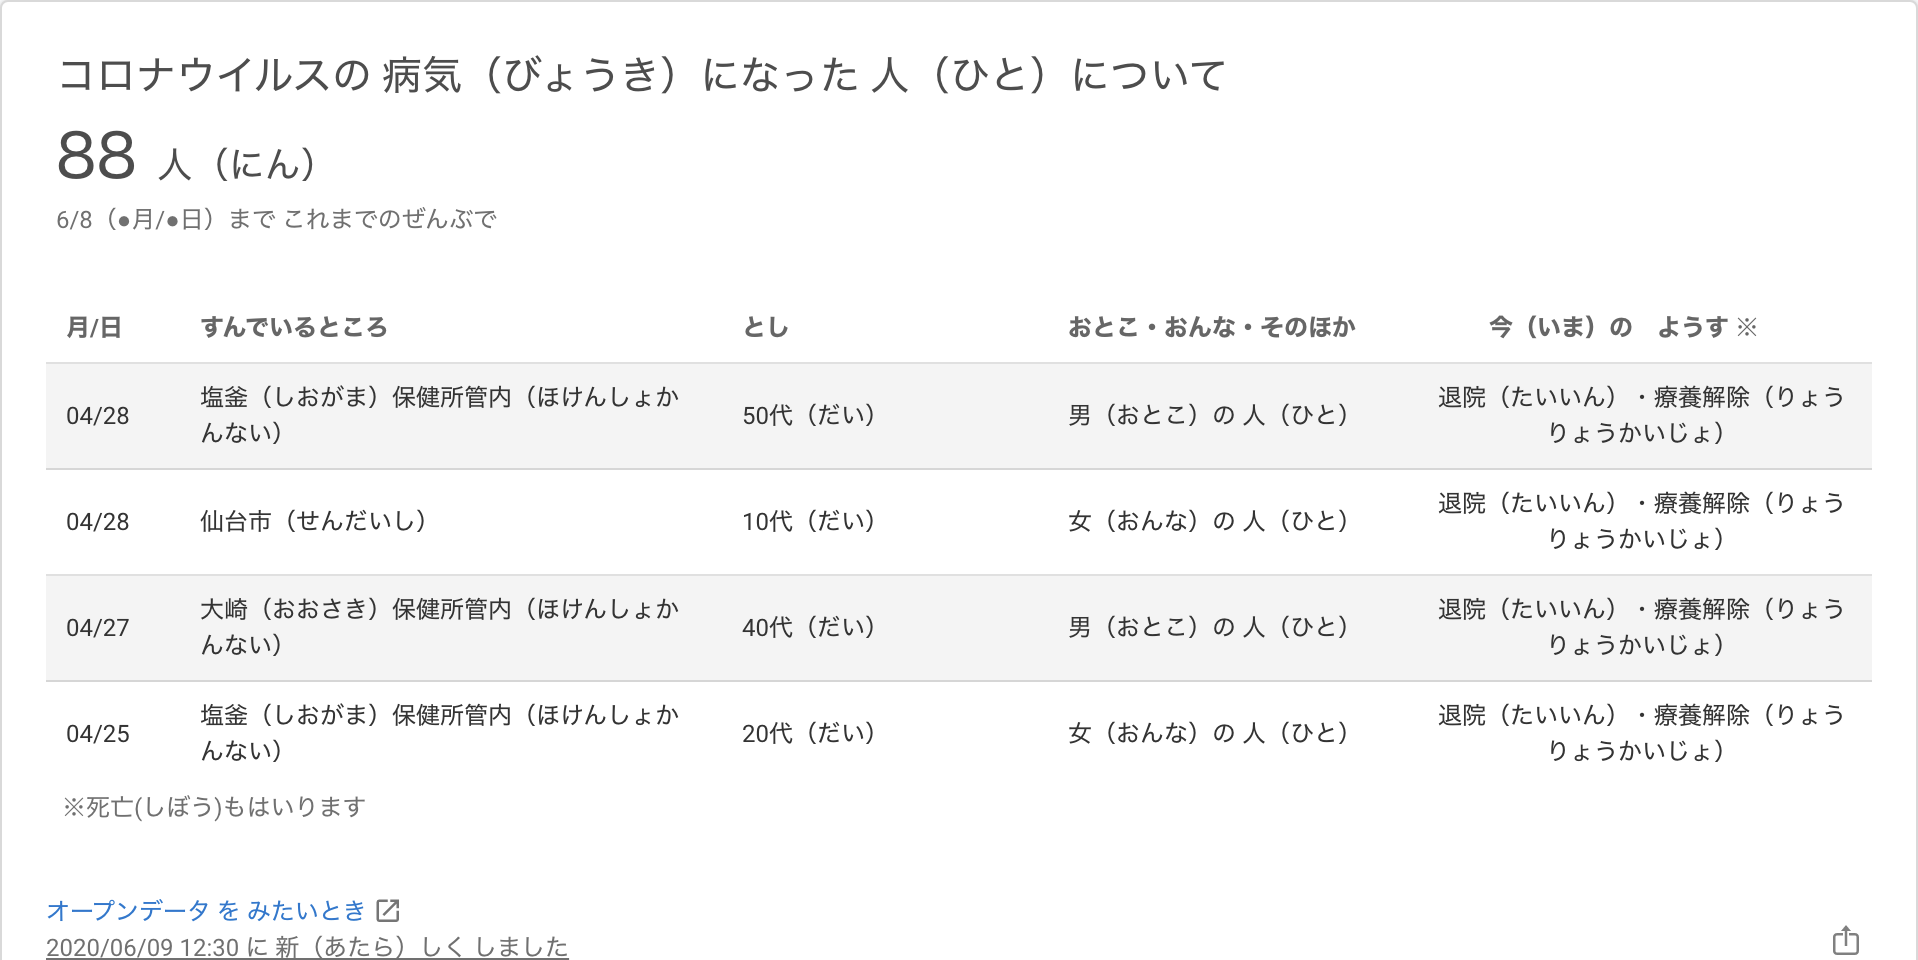 コロナウイルスの 病気（びょうき）になった 人（ひと）について
88 人（にん）
6/8（●月/●日）まで これまでのぜんぶで
月/日 すんでいるところ とし おとこ・おんな・そのほか 今（いま）の　ようす ※
04/28 塩釜（しおがま）保健所管内（ほけんしょか 50代（だい） 男（おとこ）の 人（ひと） 退院（たいいん）・療養解除（りょう
んない） りょうかいじょ）
04/28 仙台市（せんだいし） 10代（だい） 女（おんな）の 人（ひと） 退院（たいいん）・療養解除（りょう
りょうかいじょ）
04/27 大崎（おおさき）保健所管内（ほけんしょか 40代（だい） 男（おとこ）の 人（ひと） 退院（たいいん）・療養解除（りょう
んない） りょうかいじょ）
04/25 塩釜（しおがま）保健所管内（ほけんしょか 20代（だい） 女（おんな）の 人（ひと） 退院（たいいん）・療養解除（りょう
んない） りょうかいじょ）
※死亡(しぼう)もはいります
オープンデータ を みたいとき
2020/06/09 12:30 に 新（あたら）しく しました